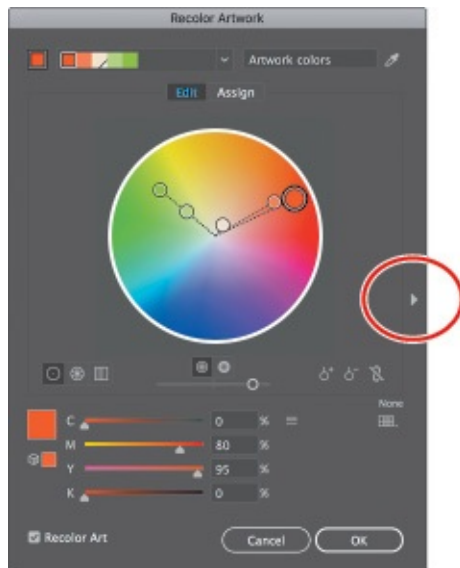 Recolor Artwork
Artwork colors
Edit Assign
None
C 0 %
M 80 %
Y 95 %
K 0 %
Recolor Art Cancel OK